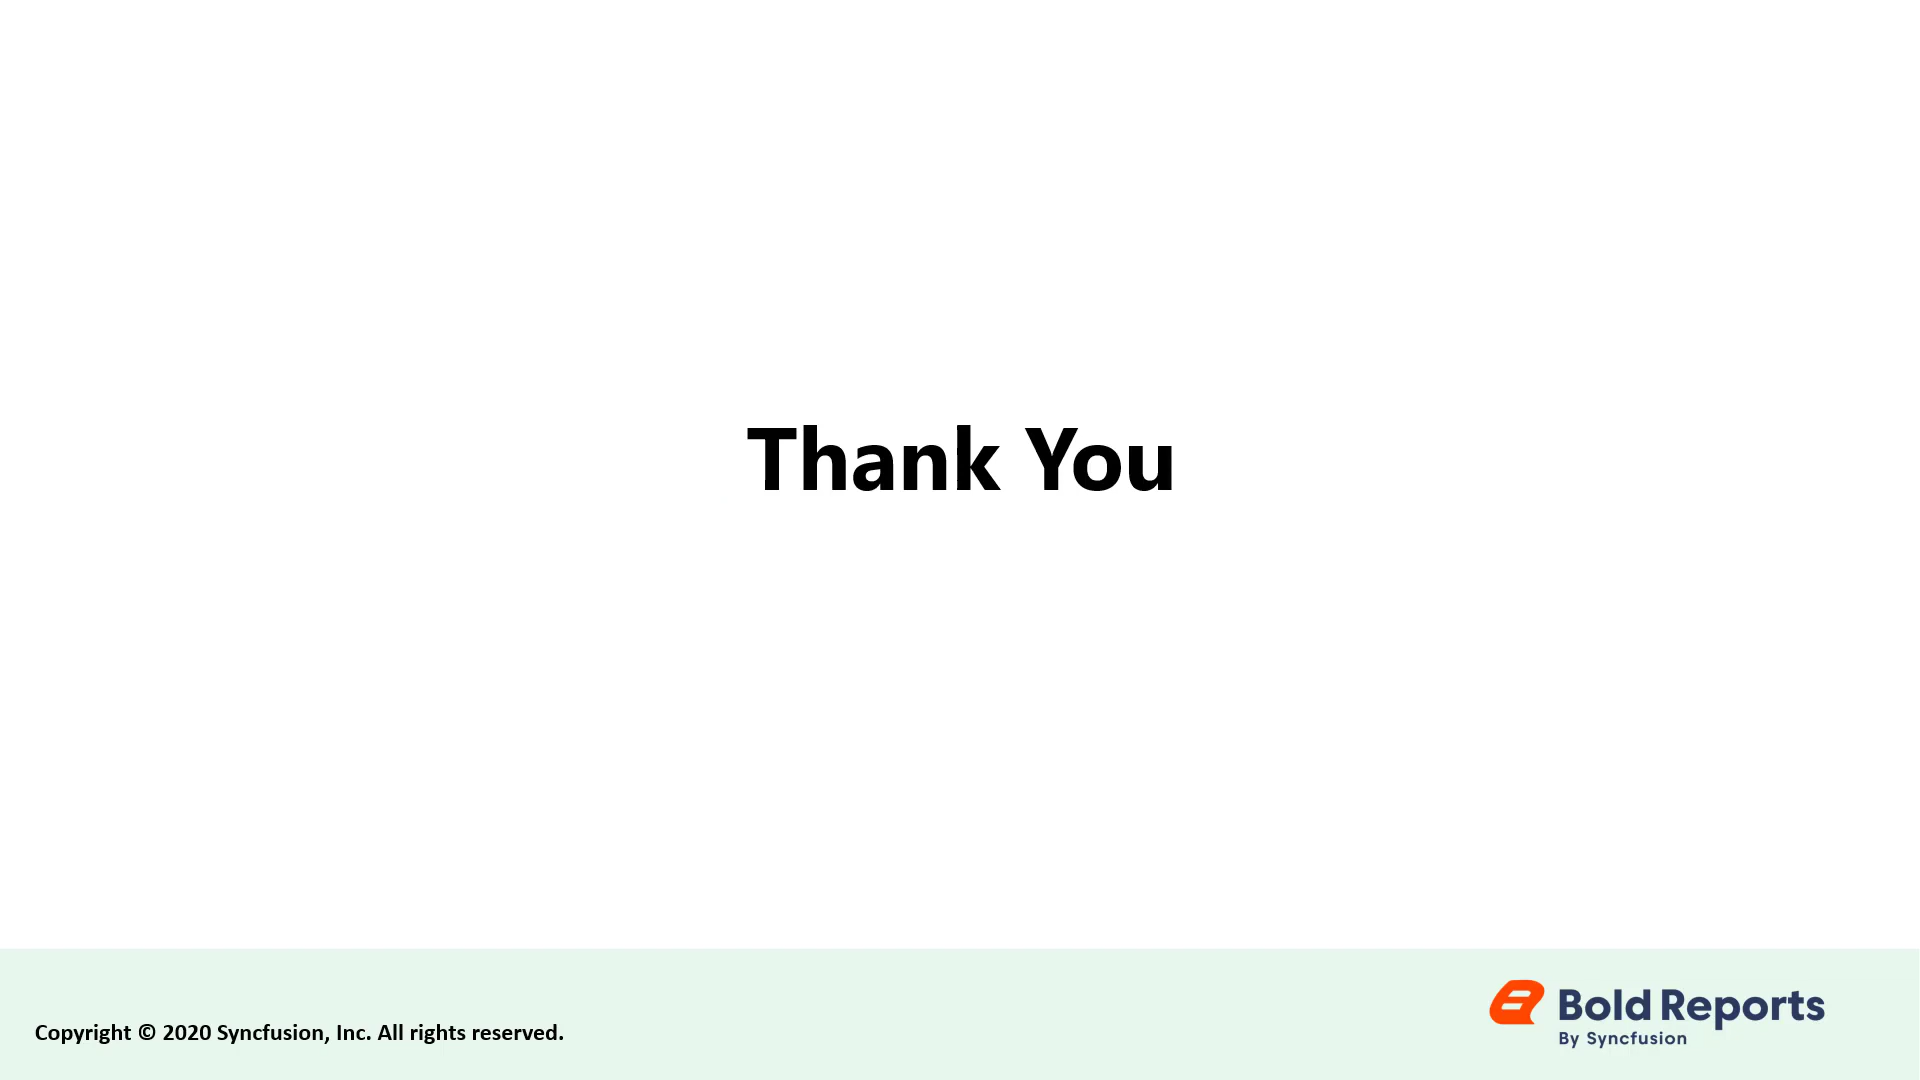 Thank You
Copyright © 2020 Syncfusion, Inc. All rights reserved.
Bold Reports
By Syncfusion